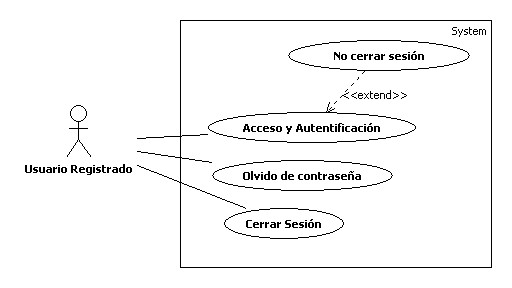 System
No cerrar sesión
<<extend>>
Acceso y Autentificación
Usuario Registrado
Olvido de contraseña
Cerrar Sesión